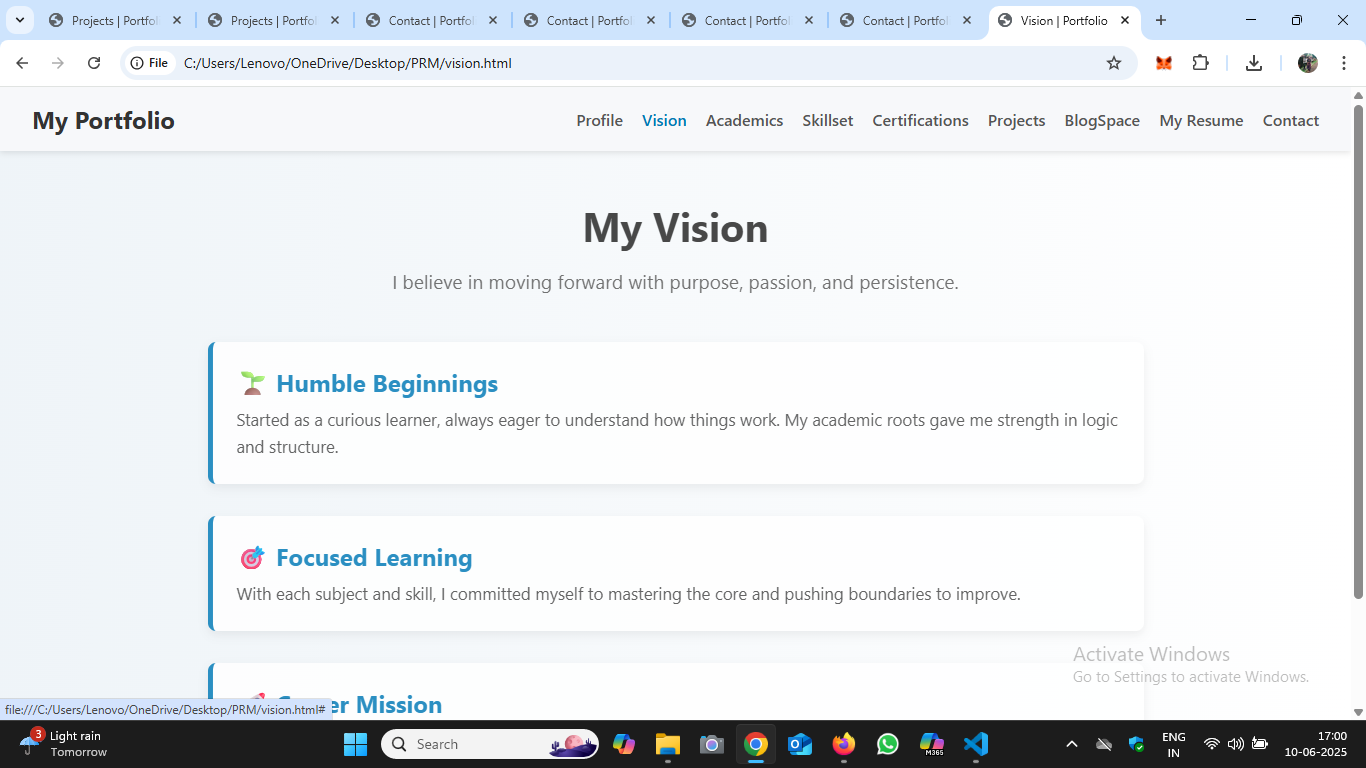 Projects | Portfol
Projects | Portfol
Contact | Portfol
Contact | Portfol
Contact | Portfol
Contact | Portfol
Vision | Portfolio
File
C:/Users/Lenovo/OneDrive/Desktop/PRM/vision.html
My Portfolio
Profile
Vision
Academics
Skillset
Certifications
Projects
BlogSpace
My Resume
Contact
My Vision
I believe in moving forward with purpose, passion, and persistence.
Humble Beginnings
Started as a curious learner, always eager to understand how things work. My academic roots gave me strength in logic
and structure.
Focused Learning
With each subject and skill, I committed myself to mastering the core and pushing boundaries to improve.
Mission
Activate Windows
Go to Settings to activate Windows.
file:///C:/Users/Lenovo/OneDrive/Desktop/PRM/vision.html#
3
Light rain
Tomorrow
Search
M365
ENG
IN
17:00
10-06-2025